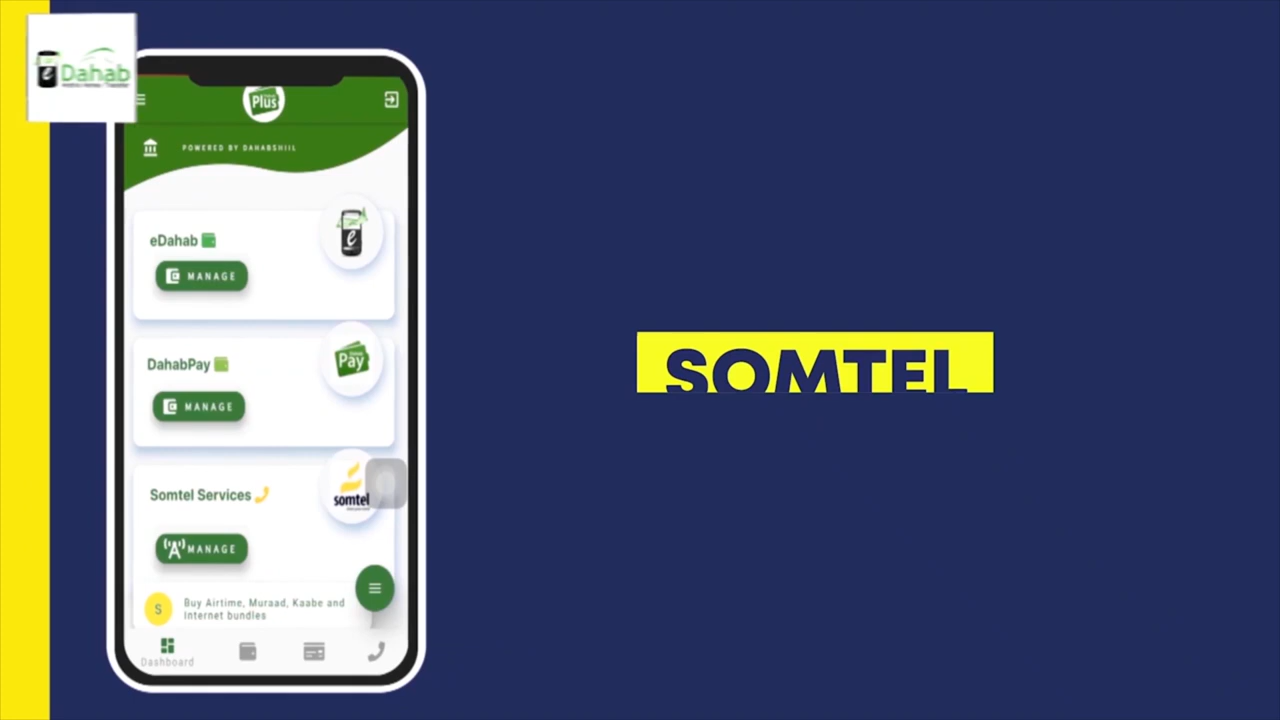 eDahab
Plus
POWERED BY DAHABSHIIL
eDahab
e
MANAGE
DahabPay
Pay
MANAGE
Somtel Services
somtel
MANAGE
S
Buy Airtime, Muraad, Kaabe and
Internet bundles
Dashboard
SOMTEL